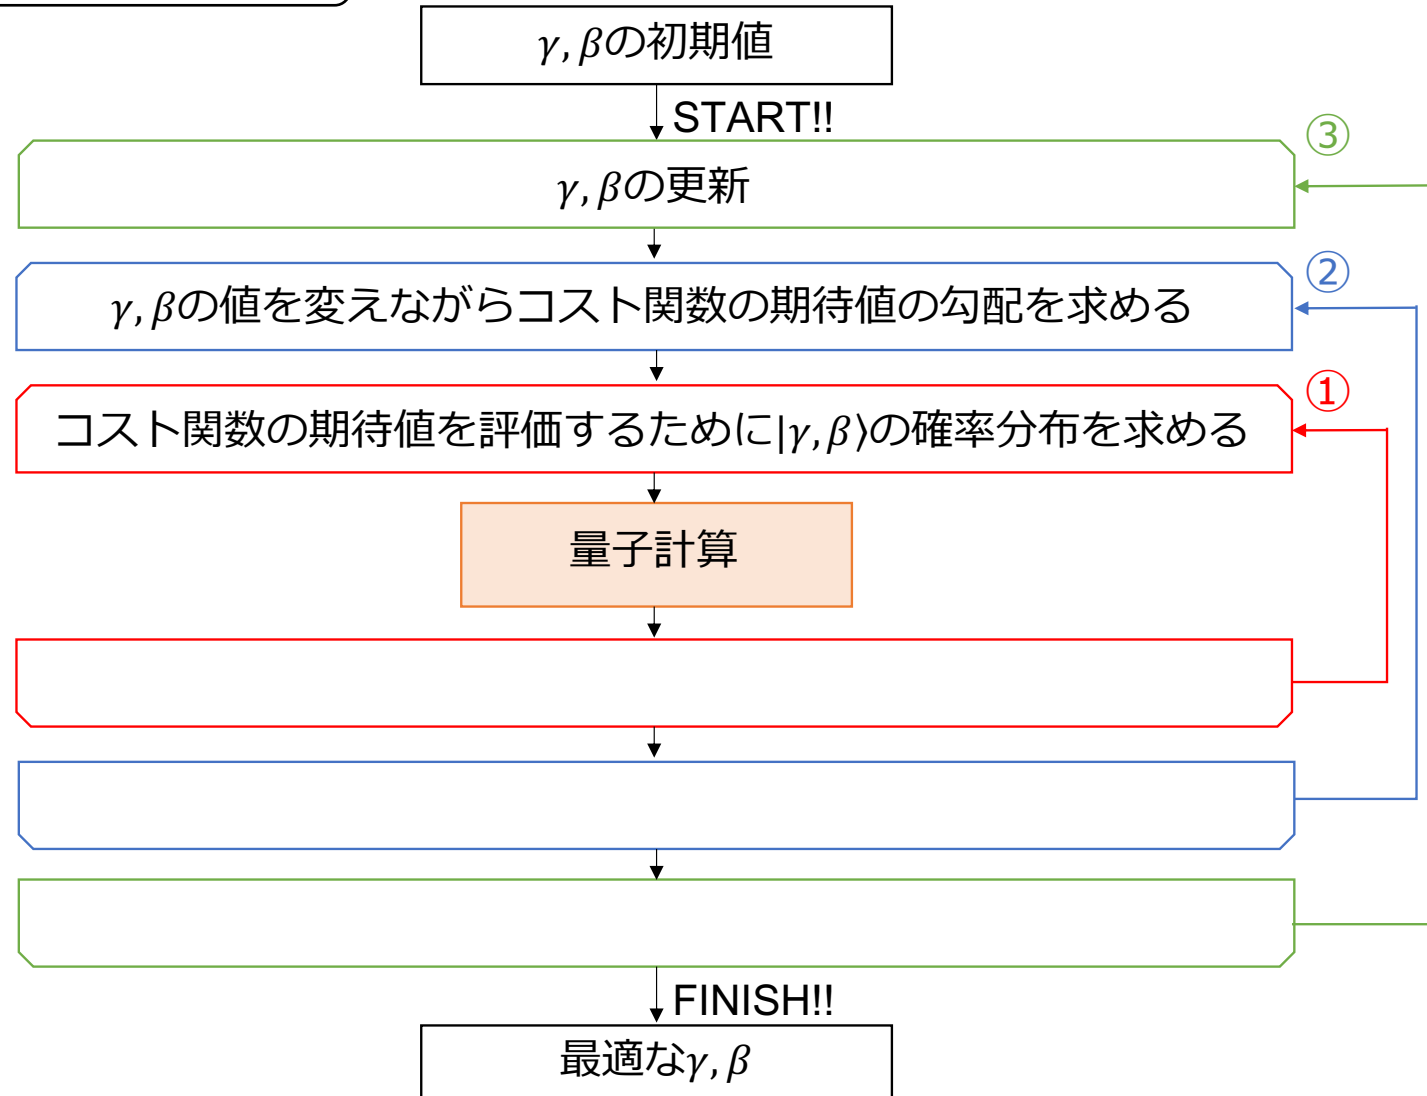 γ, βの初期値
START!!
③
γ, βの更新
②
γ, βの値を変えながらコスト関数の期待値の勾配を求める
①
コスト関数の期待値を評価するために|γ, β⟩の確率分布を求める
量子計算
FINISH!!
最適なγ, β